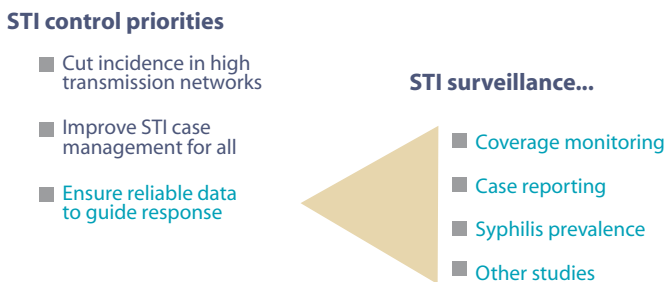 STI control priorities
Cut incidence in high
transmission networks
Improve STI case
management for all
Ensure reliable data
to guide response
STI surveillance...
Coverage monitoring
Case reporting
Syphilis prevalence
Other studies